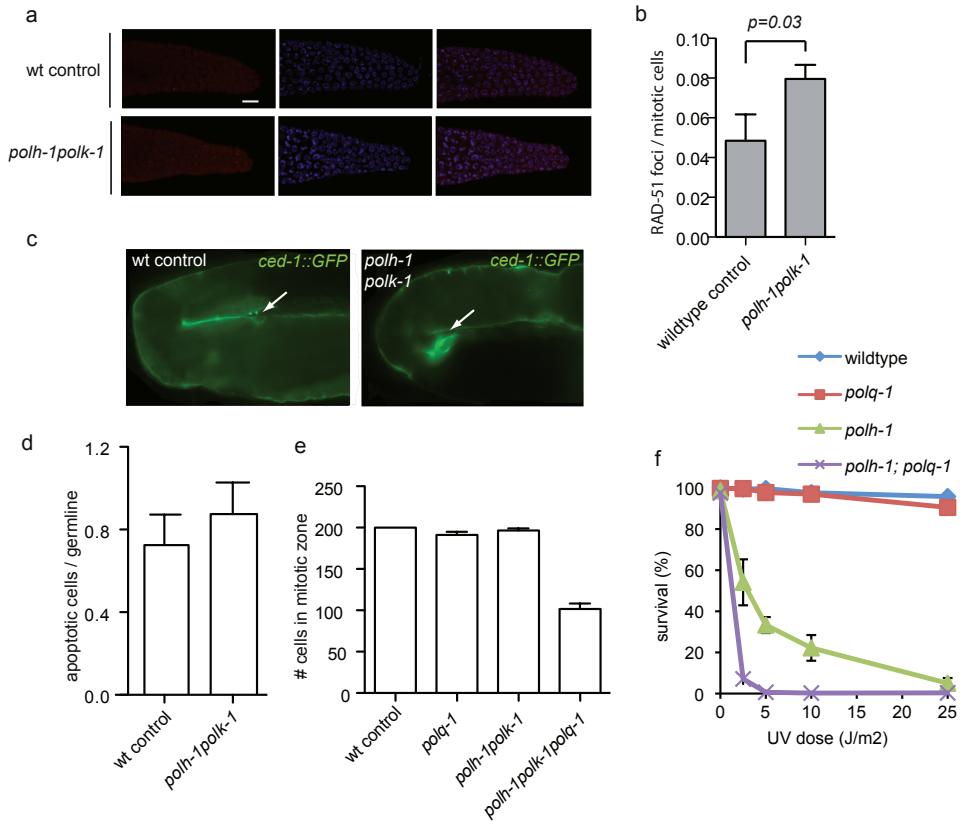 a
wt control
polh-1polk-1
b
p=0.03
RAD-51 foci / mitotic cells
0.10
0.08
0.06
0.04
0.02
0.00
wildtype control
polh-1polk-1
c
wt control
ced-1::GFP
polh-1
polk-1
ced-1::GFP
d
apoptotic cells / germline
1.2
0.8
0.4
0.0
wt control
polh-1polk-1
e
# cells in mitotic zone
250
200
150
100
50
0
wt control
polq-1
polh-1polk-1
polh-1polk-1polq-1
wildtype
polq-1
polh-1
polh-1; polq-1
f
survival (%)
100
80
60
40
20
0
0
5
10
15
20
25
UV dose (J/m2)